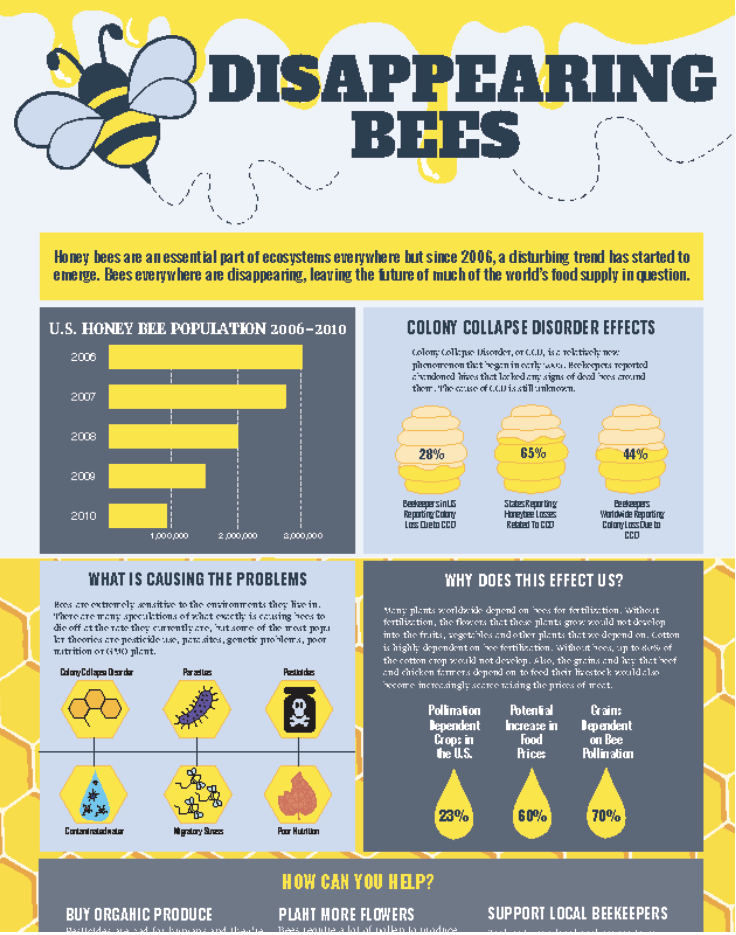 DISAPPEARING
BEES
Honey bees are an essential part of ecosystems everywhere but since 2006, a disturbing trend has started to
emerge. Bees everywhere are disappearing, leaving the future of much of the world's food supply in question.
U.S. HONEY BEE POPULATION 2006-2010
2006
2007
2008
2009
2010
1,000,000
2,000,000
3,000,000
COLONY COLLAPSE DISORDER EFFECTS
Colony Collapse Disorder, or CCD, is a relatively new
phenomenon that began in early Beekeepers reported
abandoned hives that lacked any signs of dead bees around
them. The cause of CCD is still unknown.
28%
65%
44%
Beekeepers in US
Reporting Colony
Loss Due to CCD
States Reporting
Honeybee Losses
Related To CCD
Beekeepers
Worldwide Reporting
Colony Loss Due to
CCD
WHAT IS CAUSING THE PROBLEMS
Bees are extremely sensitive to the environments they live in.
There are many speculations of what exactly is causing bees to
die off at the rate they currently are, but some of the most popu
lar theories are pesticide use, parasites, genetic problems, poor
nutrition or GMO plant.
Colony Collapse Disorder
Parasites
Pesticides
Contaminated water
Migratory Stress
Poor Nutrition
WHY DOES THIS EFFECT US?
Many plants worldwide depend on bees for fertilization. Without
fertilization, the flowers that these plants grow would not develop
into the fruits, vegetables and other plants that we depend on. Cotton
is highly dependent on bee fertilization. Without bees, up to 80% of
the cotton crop would not develop. Also, the grains and hay that beef
and chicken farmers depend on to feed their livestock would also
become increasingly scarce raising the prices of meat.
Pollination
Dependent
Crops in
the U.S.
Potential
Increase in
Food
Prices
Grains
Dependent
on Bee
Pollination
23%
60%
70%
HOW CAN YOU HELP?
BUY ORGANIC PRODUCE
PLANT MORE FLOWERS
SUPPORT LOCAL BEEKEEPERS
Pesticides are bad for humans and
Bees require a lot of pollen to produce